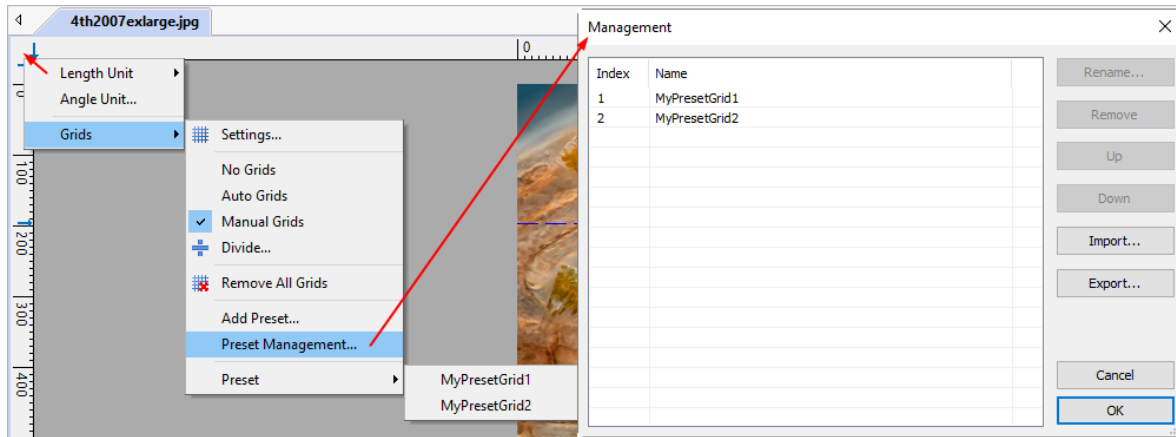 4th2007exlarge.jpg
0
0
100
200
300
400
Length Unit
Angle Unit...
Grids
Settings...
No Grids
Auto Grids
Manual Grids
Divide...
Remove All Grids
Add Preset...
Preset Management...
Preset
MyPresetGrid1
MyPresetGrid2
Management
Index Name
1 MyPresetGrid1
2 MyPresetGrid2
Rename...
Remove
Up
Down
Import...
Export...
Cancel
OK